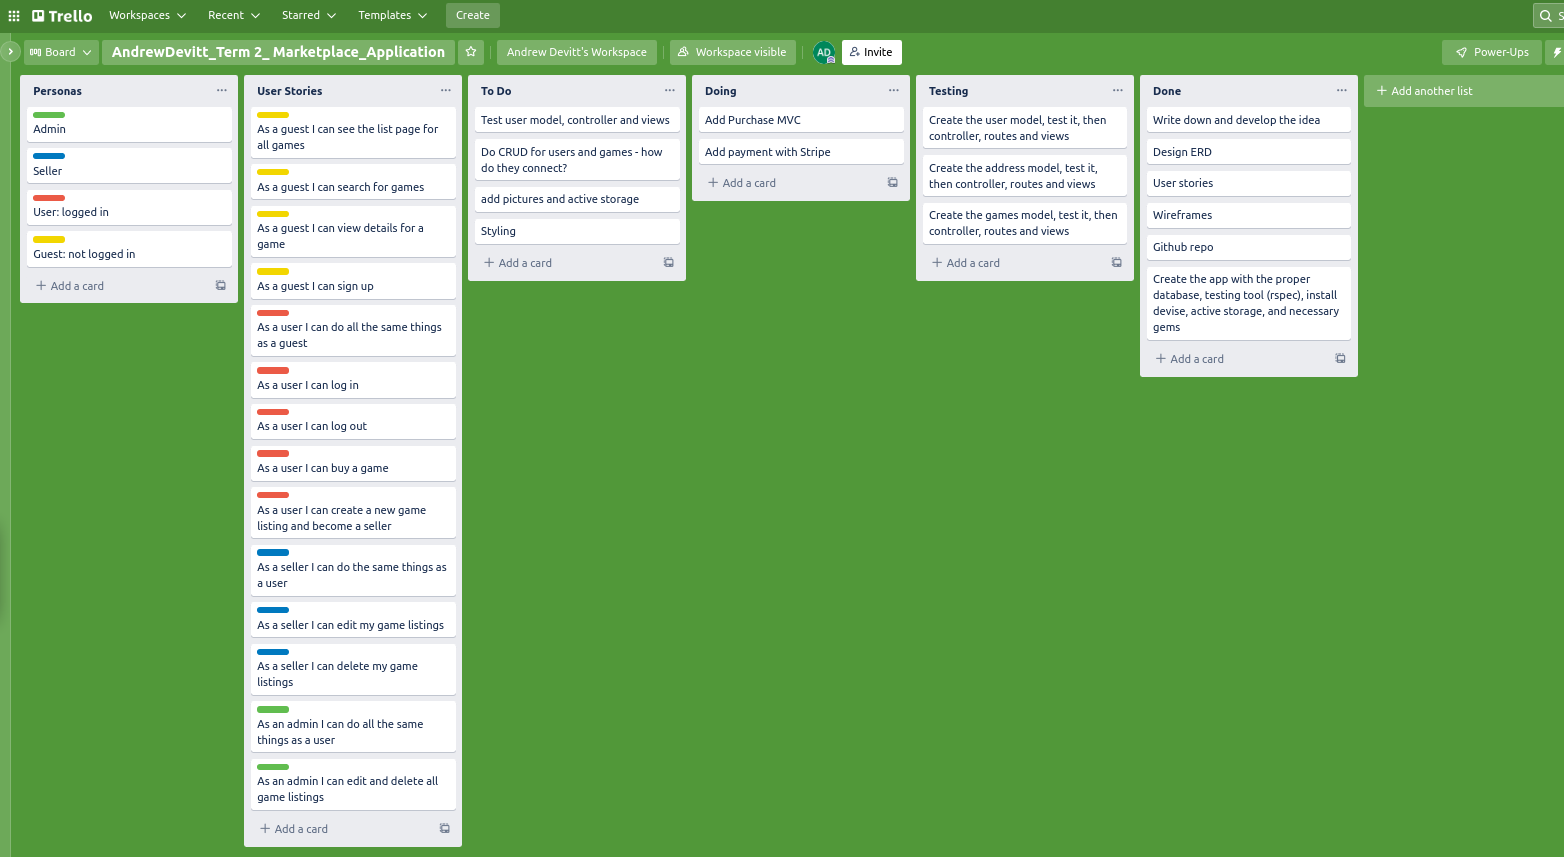 Trello
Workspaces
Recent
Starred
Templates
Create
Board
AndrewDevitt_Term 2_ Marketplace_Application
Andrew Devitt's Workspace
Workspace visible
AD
Invite
Power-Ups
Personas
Admin
Seller
User: logged in
Guest: not logged in
Add a card
User Stories
As a guest I can see the list page for
all games
As a guest I can search for games
As a guest I can view details for a
game
As a guest I can sign up
As a user I can do all the same things
as a guest
As a user I can log in
As a user I can log out
As a user I can buy a game
As a user I can create a new game
listing and become a seller
As a seller I can do the same things as
a user
As a seller I can edit my game listings
As a seller I can delete my game
listings
As an admin I can do all the same
things as a user
As an admin I can edit and delete all
game listings
Add a card
To Do
Test user model, controller and views
Do CRUD for users and games - how
do they connect?
add pictures and active storage
Styling
Add a card
Doing
Add Purchase MVC
Add payment with Stripe
Add a card
Testing
Create the user model, test it, then
controller, routes and views
Create the address model, test it,
then controller, routes and views
Create the games model, test it, then
controller, routes and views
Add a card
Done
Write down and develop the idea
Design ERD
User stories
Wireframes
Github repo
Create the app with the proper
database, testing tool (rspec), install
devise, active storage, and necessary
gems
Add a card
Add another list